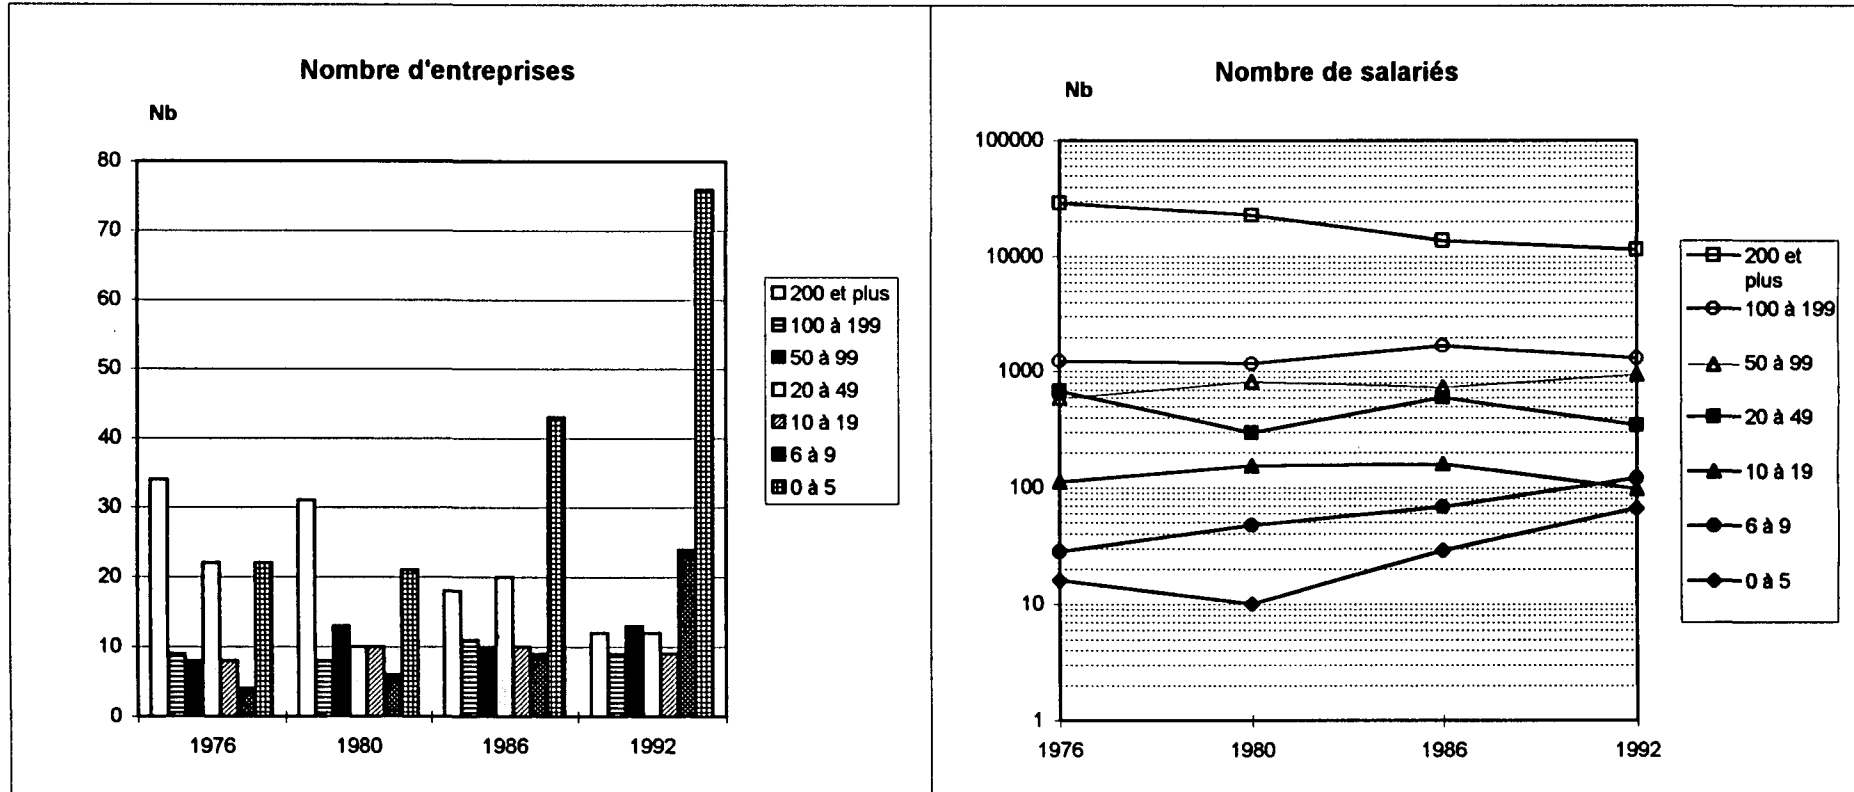 Nombre d'entreprises
Nb
80
70
60
50
40
30
20
10
0
1976 1980 1986 1992
200 et plus
100 à 199
50 à 99
20 à 49
10 à 19
6 à 9
0 à 5
Nombre de salariés
Nb
100000
10000
1000
100
10
1
1976 1980 1986 1992
200 et
plus
100 à 199
50 à 99
20 à 49
10 à 19
6 à 9
0 à 5